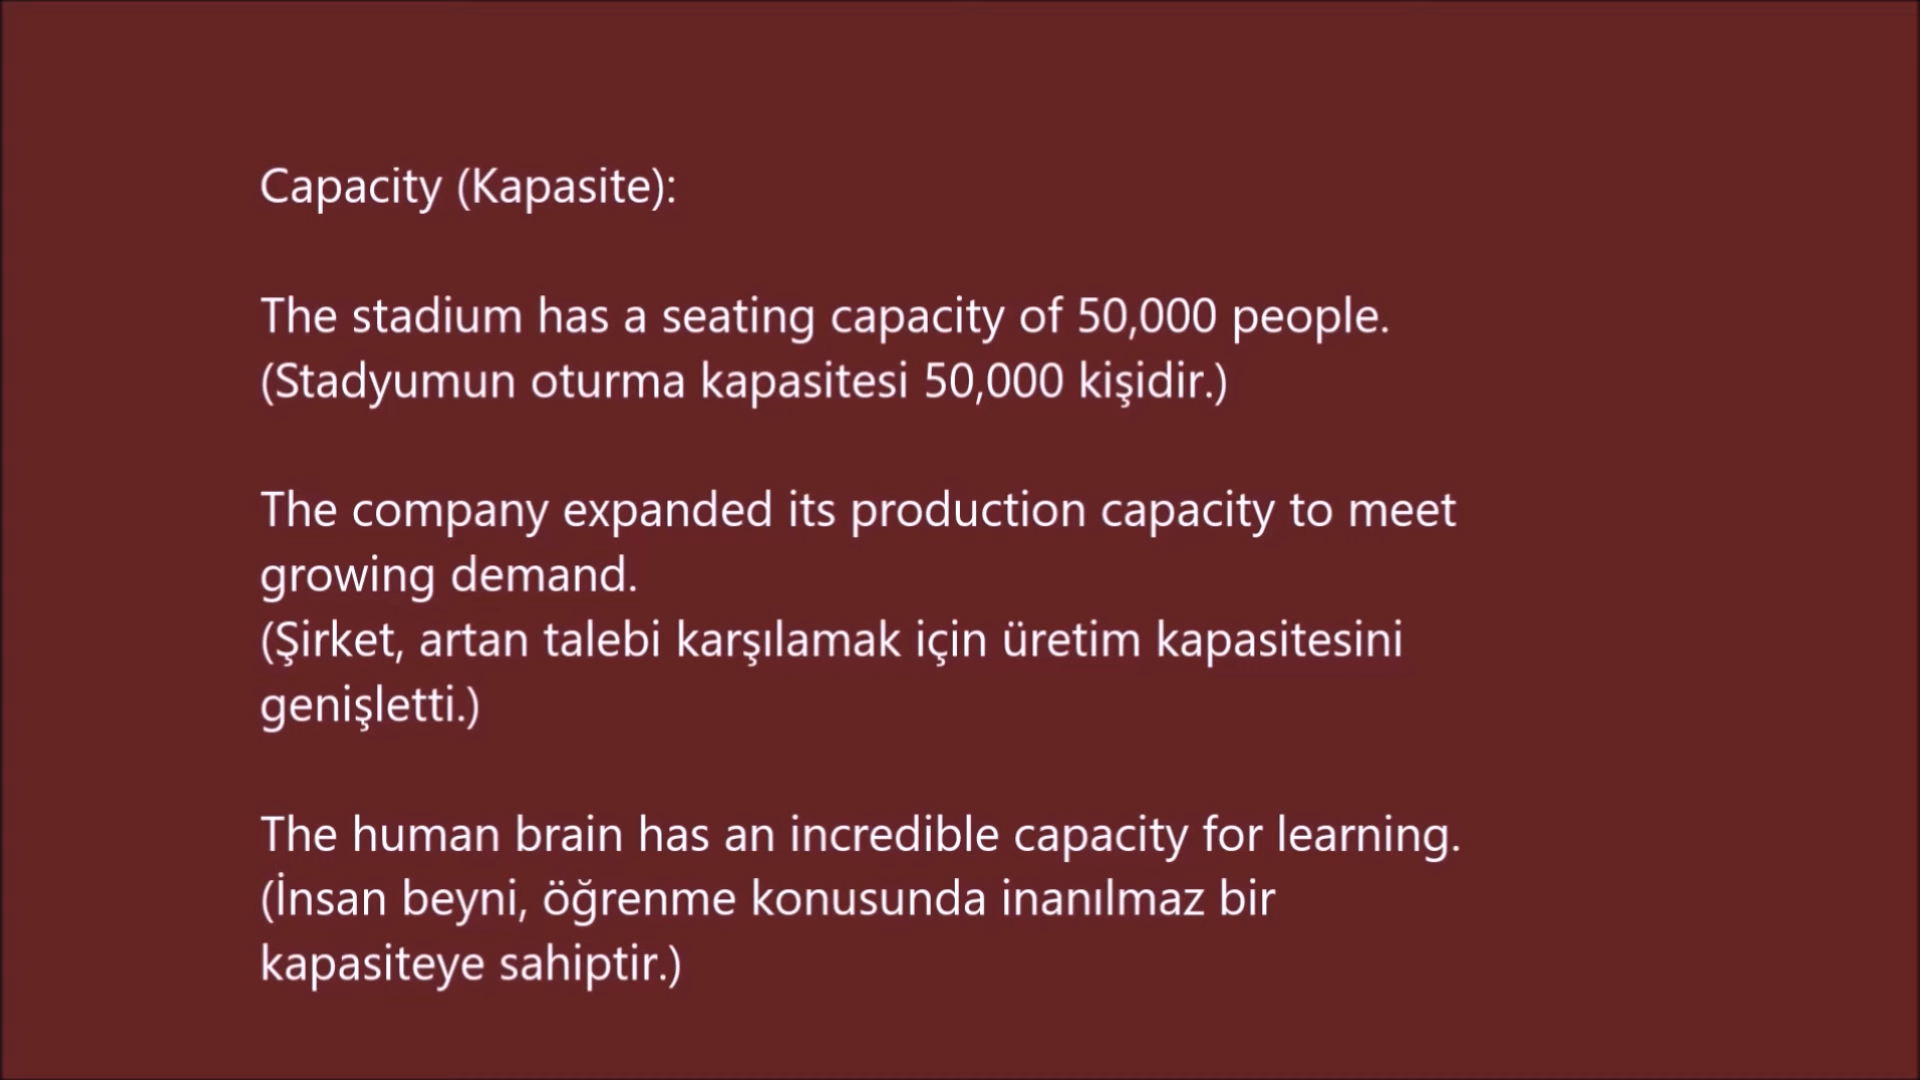 Capacity (Kapasite):
The stadium has a seating capacity of 50,000 people.
(Stadyumun oturma kapasitesi 50,000 kişidir.)
The company expanded its production capacity to meet
growing demand.
(Şirket, artan talebi karşılamak için üretim kapasitesini
genişletti.)
The human brain has an incredible capacity for learning.
(İnsan beyni, öğrenme konusunda inanılmaz bir
kapasiteye sahiptir.)